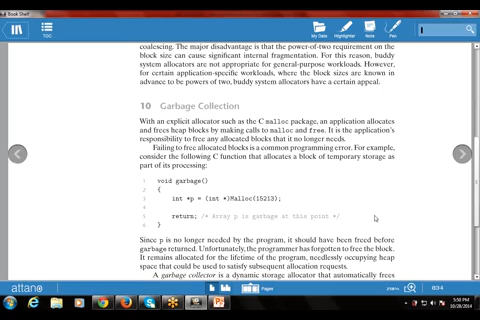 Book Shelf
TOC
My Data
Highlighter
Note
Pen
coalescing. The major disadvantage is that the power-of-two requirement on the
block size can cause significant internal fragmentation. For this reason, buddy
system allocators are not appropriate for general-purpose workloads. However,
for certain application-specific workloads, where the block sizes are known in
advance to be powers of two, buddy system allocators have a certain appeal.
10 Garbage Collection
With an explicit allocator such as the C malloc package, an application allocates
and frees heap blocks by making calls to malloc and free. It is the application's
responsibility to free any allocated blocks that it no longer needs.
Failing to free allocated blocks is a common programming error. For example,
consider the following C function that allocates a block of temporary storage as
part of its processing:
1 void garbage()
2 {
3 int *p = (int *)Malloc(15213);
4
5 return; /* Array p is garbage at this point */
6 }
Since p is no longer needed by the program, it should have been freed before
garbage returned. Unfortunately, the programmer has forgotten to free the block.
It remains allocated for the lifetime of the program, needlessly occupying heap
space that could be used to satisfy subsequent allocation requests.
A garbage collector is a dynamic storage allocator that automatically frees
attano
Pages
834
5:50 PM
10/28/2014